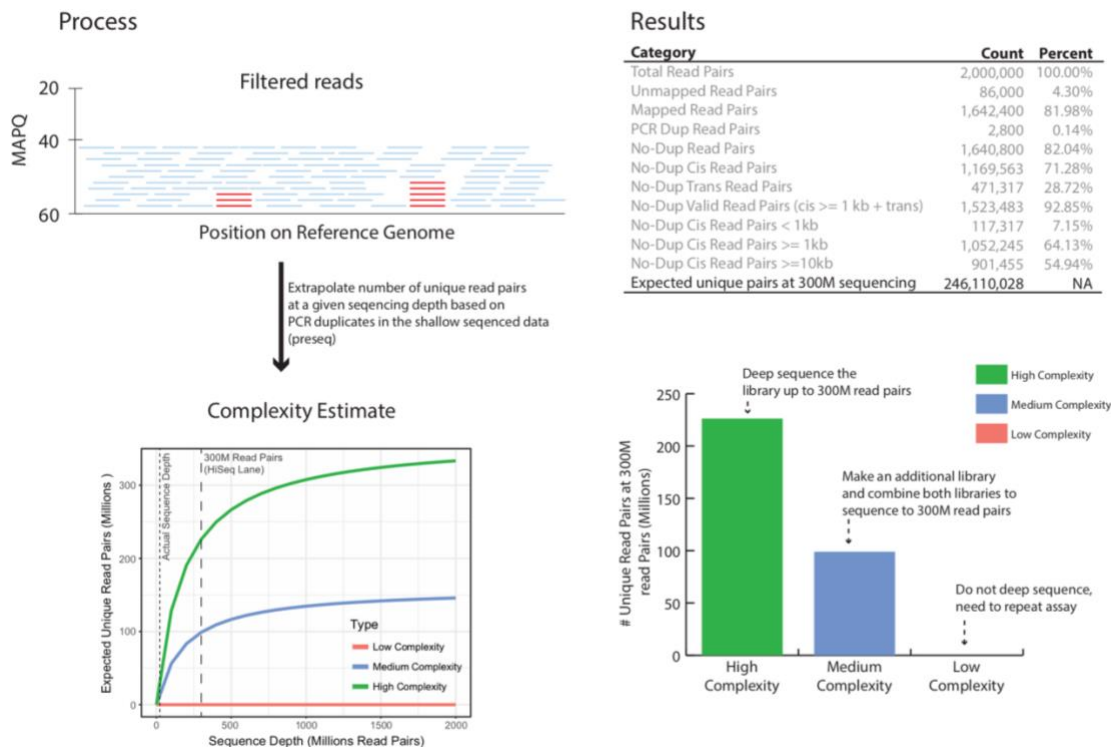 Process
Filtered reads
MAPQ
20
40
60
Position on Reference Genome
Extrapolate number of unique read pairs
at a given seqencing depth based on
PCR duplicates in the shallow seqenced data
(preseq)
Complexity Estimate
Expected Unique Read Pairs (Millions )
300
200
100
0
Actual Sequence Depth
300M Read Pairs
(HiSeq Lane)
Type
Low Complexity
Medium Complexity
High Complexity
0 500 1000 1500 2000
Sequence Depth (Millions Read Pairs)
Results
Category Count Percent
Total Read Pairs 2,000,000 100.00%
Unmapped Read Pairs 86,000 4.30%
Mapped Read Pairs 1,642,400 81.98%
PCR Dup Read Pairs 2,800 0.14%
No-Dup Read Pairs 1,640,800 82.04%
No-Dup Cis Read Pairs 1,169,563 71.28%
No-Dup Trans Read Pairs 471,317 28.72%
No-Dup Valid Read Pairs (cis >= 1 kb + trans) 1,523,483 92.85%
No-Dup Cis Read Pairs < 1kb 117,317 7.15%
No-Dup Cis Read Pairs >= 1kb 1,052,245 64.13%
No-Dup Cis Read Pairs >=10kb 901,455 54.94%
Expected unique pairs at 300M sequencing 246,110,028 NA
# Unique Read Pairs at 300M
read Pairs (Millions)
250
200
150
100
50
0
Deep sequence the
library up to 300M read pairs
High Complexity
Medium Complexity
Low Complexity
Make an additional library
and combine both libraries to
sequence to 300M read pairs
Do not deep sequence,
need to repeat assay
High
Complexity
Medium
Complexity
Low
Complexity